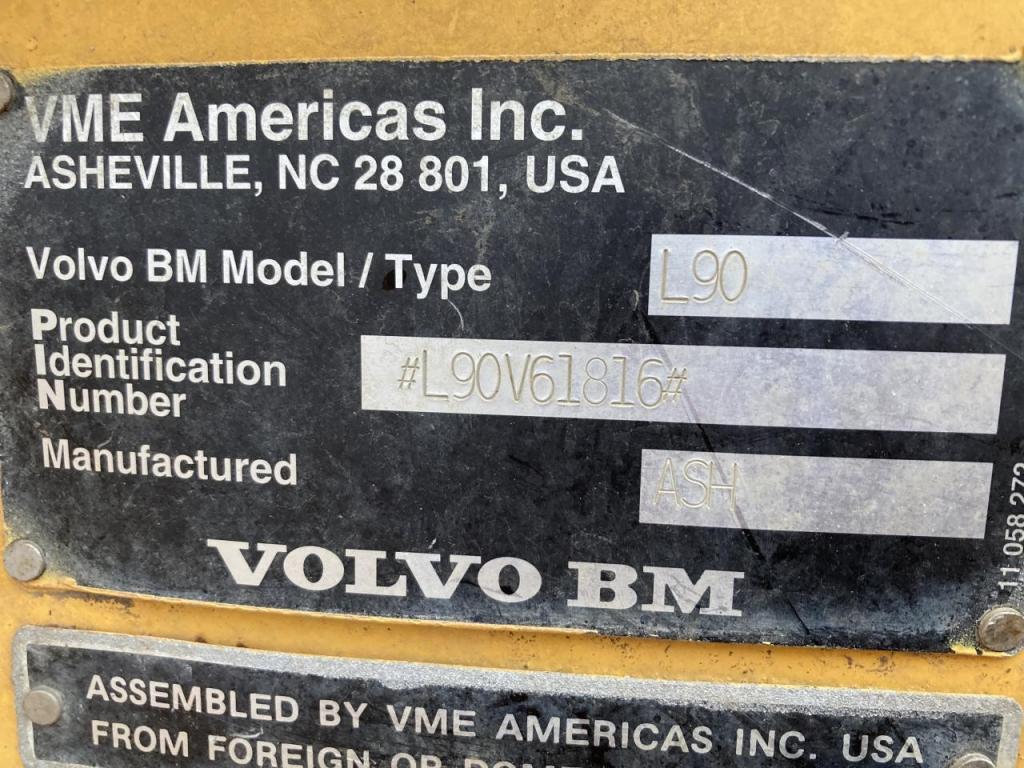 VME Americas Inc.
ASHEVILLE, NC 28 801, USA
Volvo BM Model / Type L90
Product
Identification
Number #L90V61816#
Manufactured ASH
VOLVO BM
11 058 272
ASSEMBLED BY VME AMERICAS INC. USA
FROM FOREIGN OR